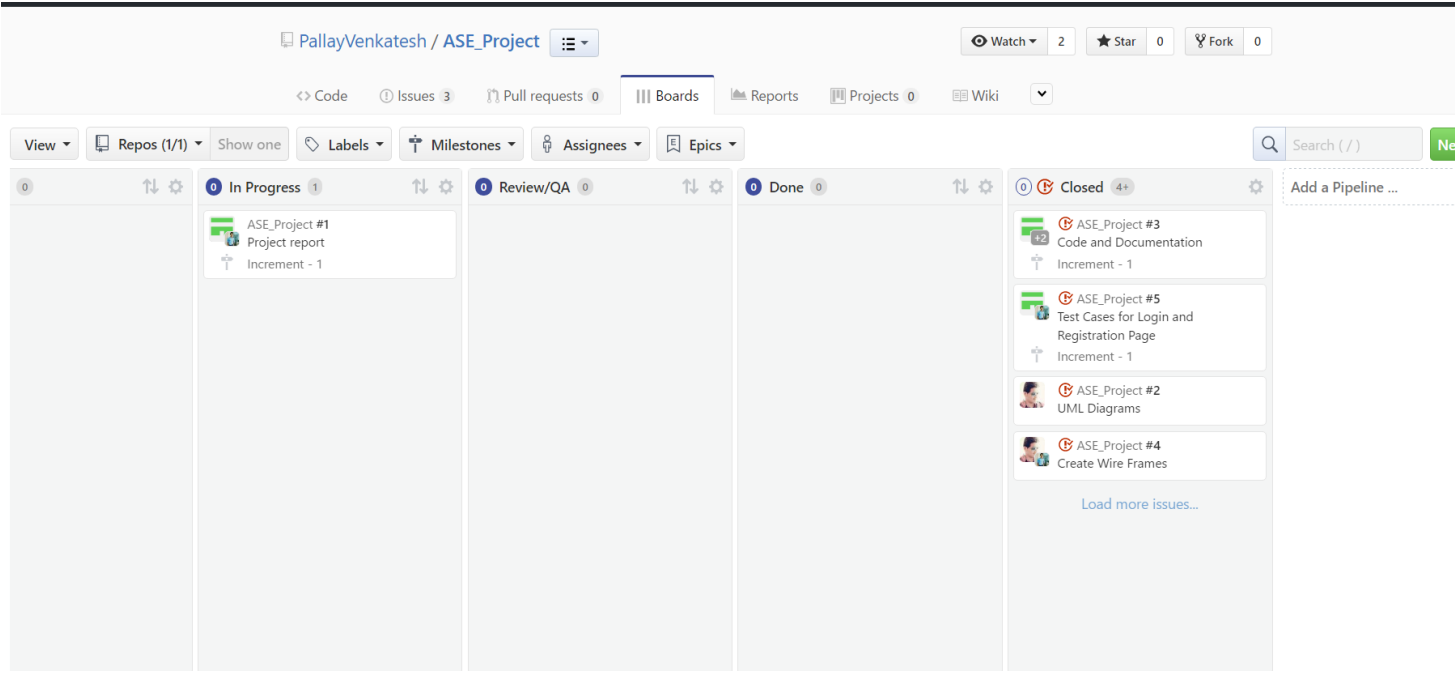 PallayVenkatesh / ASE_Project
Watch 2 Star 0 Fork 0
Code Issues 3 Pull requests 0 Boards Reports Projects 0 Wiki
View Repos (1/1) Show one Labels Milestones Assignees Epics Search ( / ) Ne
0
0 In Progress 1
ASE_Project #1
Project report
Increment - 1
0 Review/QA 0
0 Done 0
0 Closed 4+
+2
ASE_Project #3
Code and Documentation
Increment - 1
ASE_Project #5
Test Cases for Login and
Registration Page
Increment - 1
ASE_Project #2
UML Diagrams
ASE_Project #4
Create Wire Frames
Load more issues...
Add a Pipeline ...